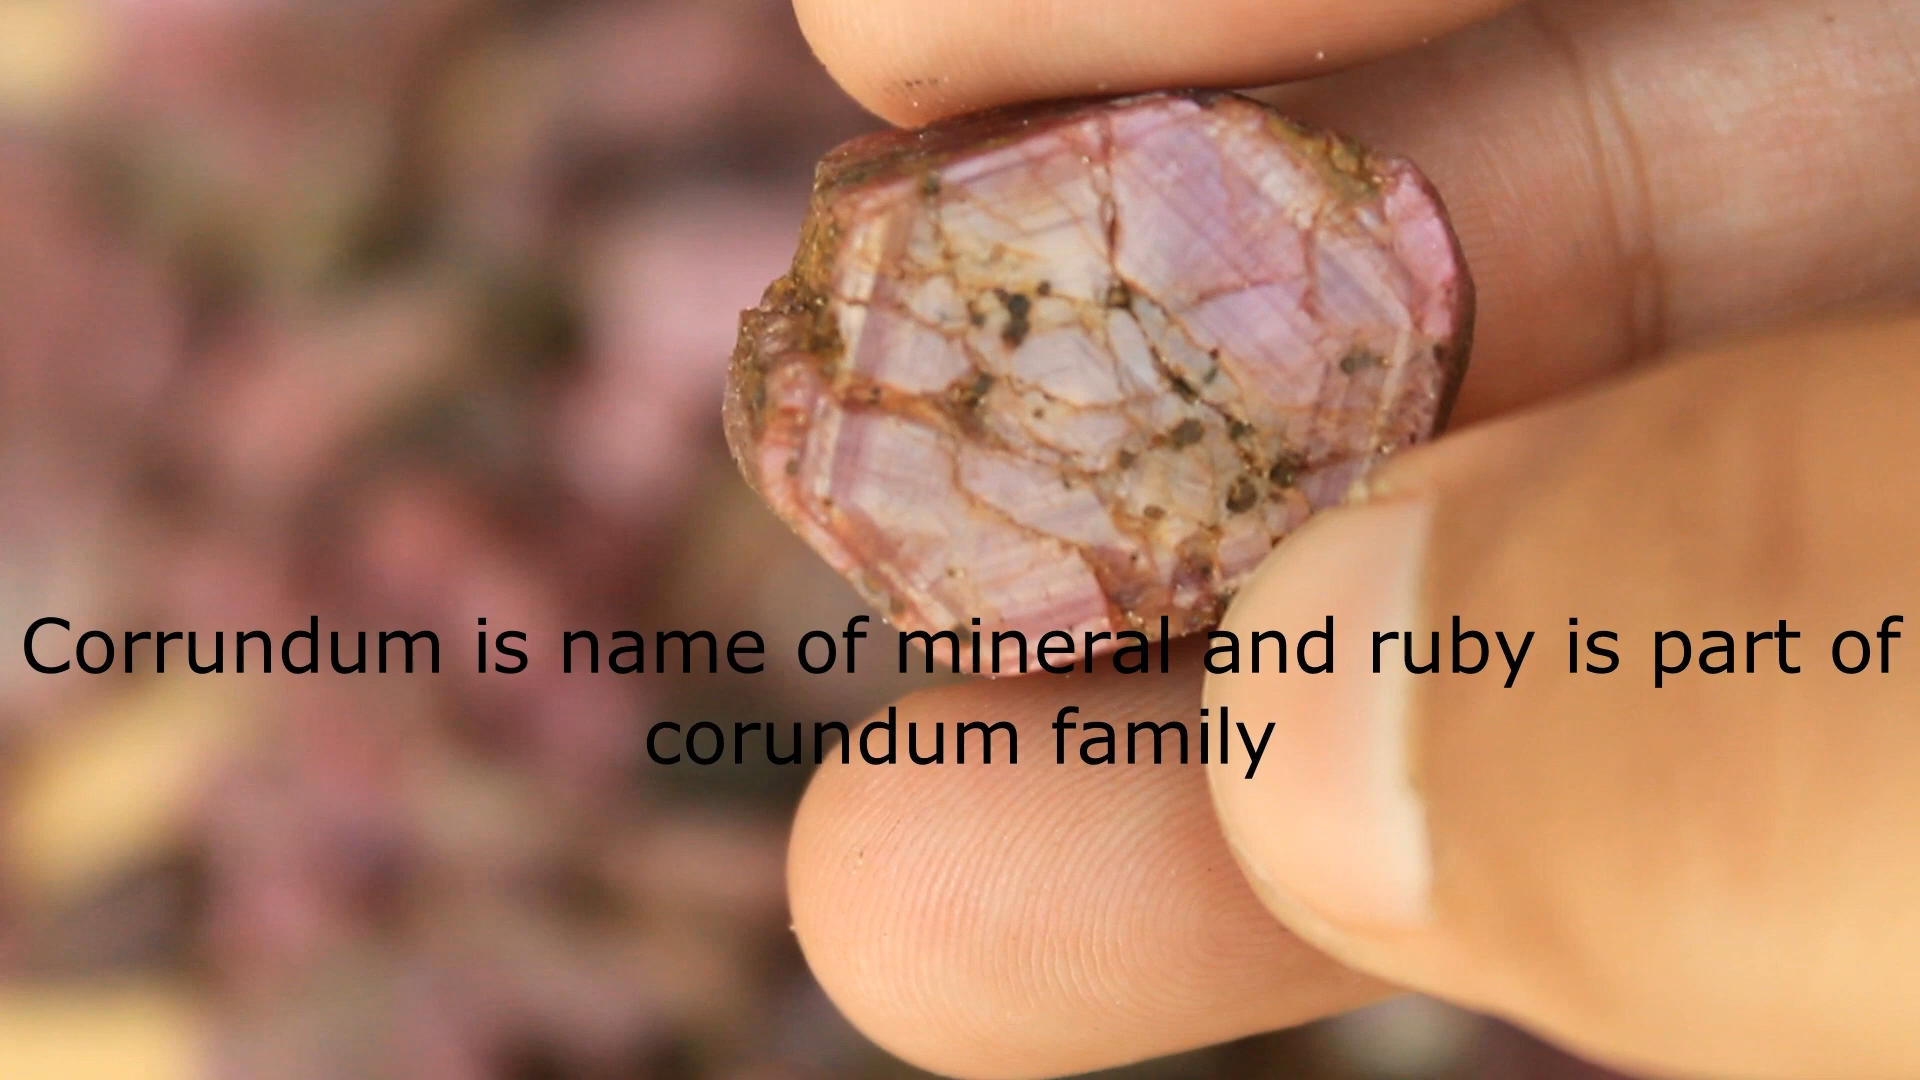 Corrundum is name of mineral and ruby is part of
corundum family